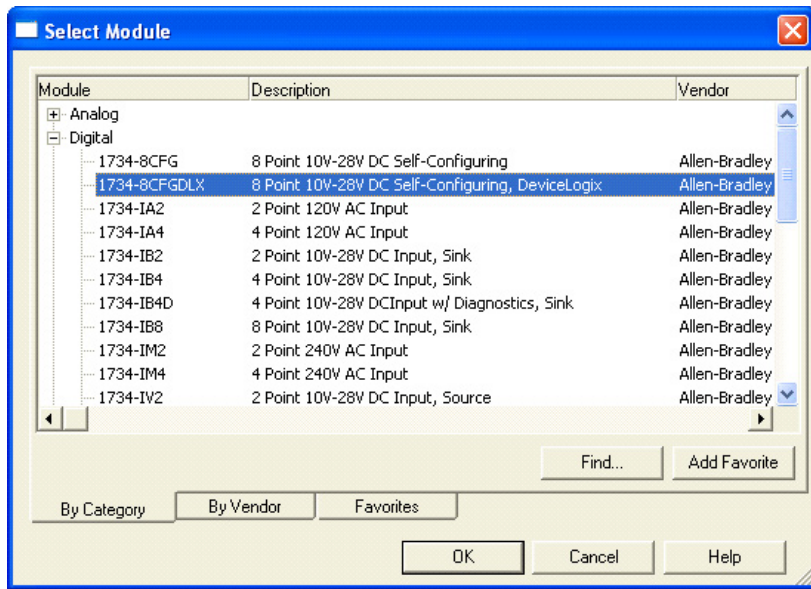 Select Module
Module Description Vendor
Analog
Digital
1734-8CFG 8 Point 10V-28V DC Self-Configuring Allen-Bradley
1734-8CFGDLX 8 Point 10V-28V DC Self-Configuring, DeviceLogix Allen-Bradley
1734-IA2 2 Point 120V AC Input Allen-Bradley
1734-IA4 4 Point 120V AC Input Allen-Bradley
1734-IB2 2 Point 10V-28V DC Input, Sink Allen-Bradley
1734-IB4 4 Point 10V-28V DC Input, Sink Allen-Bradley
1734-IB4D 4 Point 10V-28V DCInput w/ Diagnostics, Sink Allen-Bradley
1734-IB8 8 Point 10V-28V DC Input, Sink Allen-Bradley
1734-IM2 2 Point 240V AC Input Allen-Bradley
1734-IM4 4 Point 240V AC Input Allen-Bradley
1734-IV2 2 Point 10V-28V DC Input, Source Allen-Bradley
Find... Add Favorite
By Category By Vendor Favorites
OK Cancel Help